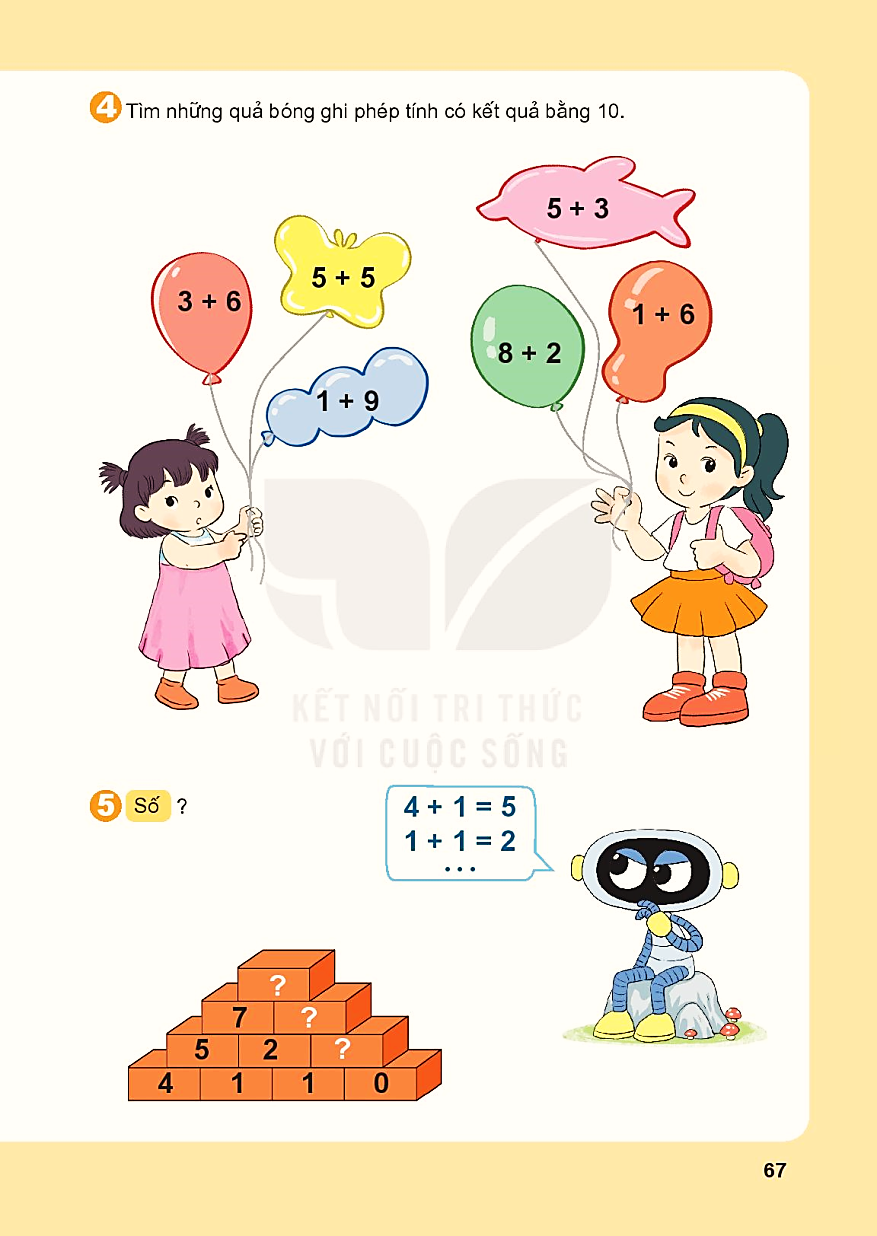 4 Tìm những quả bóng ghi phép tính có kết quả bằng 10.
5 + 3
5 + 5
3 + 6
1 + 6
8 + 2
1 + 9
KẾT NỐI TRI THỨC
VỚI CUỘC SỐNG
5 Số ?
4 + 1 = 5
1 + 1 = 2
...
?
7 ?
5 2 ?
4 1 1 0
67